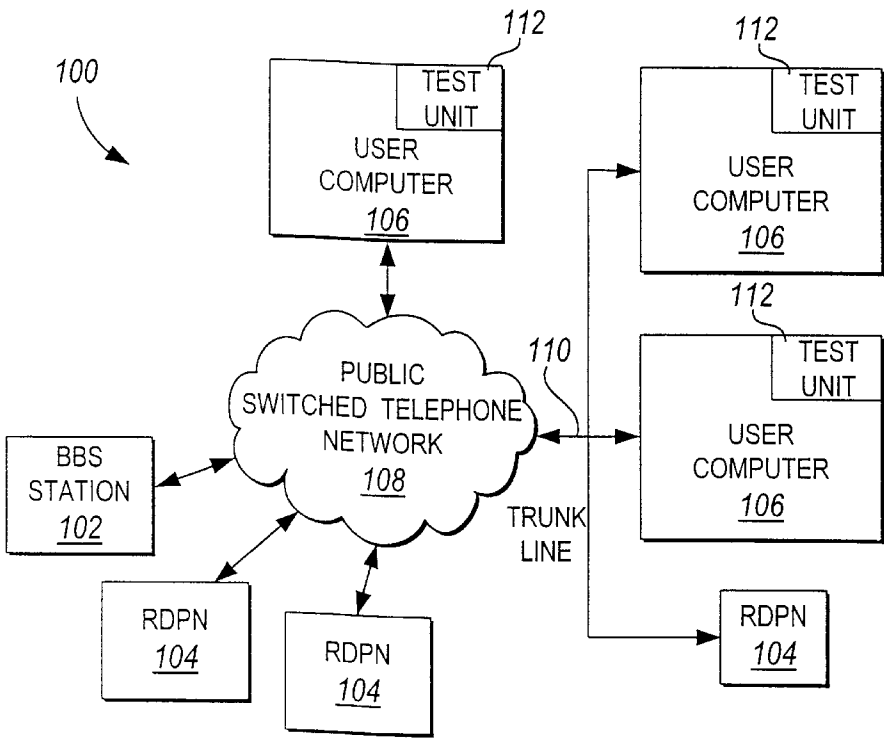 100
112
TEST
UNIT
USER
COMPUTER
106
112
TEST
UNIT
USER
COMPUTER
106
112
TEST
UNIT
USER
COMPUTER
106
PUBLIC
SWITCHED TELEPHONE
NETWORK
108
110
TRUNK
LINE
BBS
STATION
102
RDPN
104
RDPN
104
RDPN
104